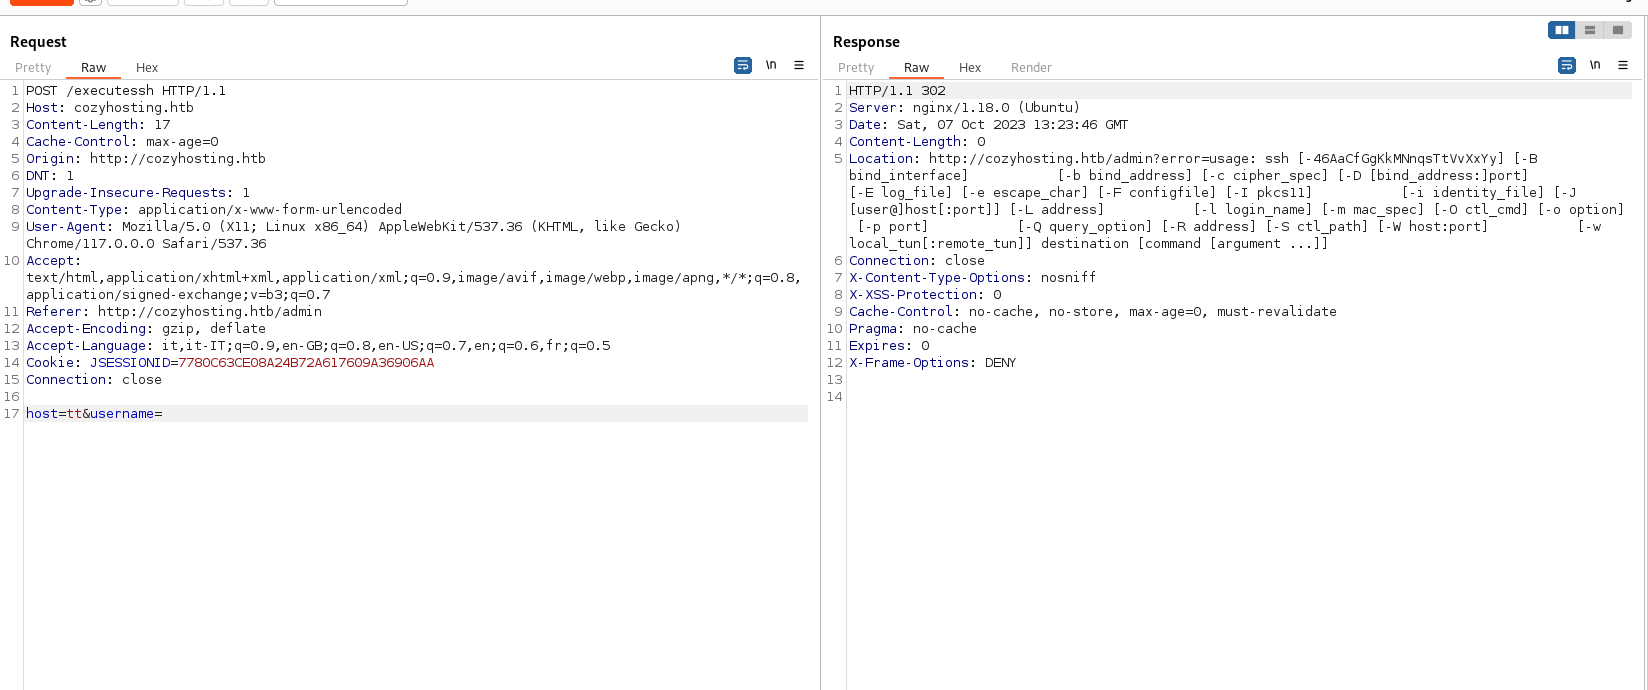 Request
Pretty Raw Hex
\n
1 POST /executessh HTTP/1.1
2 Host: cozyhosting.htb
3 Content-Length: 17
4 Cache-Control: max-age=0
5 Origin: http://cozyhosting.htb
6 DNT: 1
7 Upgrade-Insecure-Requests: 1
8 Content-Type: application/x-www-form-urlencoded
9 User-Agent: Mozilla/5.0 (X11; Linux x86_64) AppleWebKit/537.36 (KHTML, like Gecko)
Chrome/117.0.0.0 Safari/537.36
10 Accept:
text/html,application/xhtml+xml,application/xml;q=0.9,image/avif,image/webp,image/apng,*/*;q=0.8,
application/signed-exchange;v=b3;q=0.7
11 Referer: http://cozyhosting.htb/admin
12 Accept-Encoding: gzip, deflate
13 Accept-Language: it,it-IT;q=0.9,en-GB;q=0.8,en-US;q=0.7,en;q=0.6,fr;q=0.5
14 Cookie: JSESSIONID=7780C63CE08A24B72A617609A36906AA
15 Connection: close
16
17 host=tt&username=
Response
Pretty Raw Hex Render
\n
1 HTTP/1.1 302
2 Server: nginx/1.18.0 (Ubuntu)
3 Date: Sat, 07 Oct 2023 13:23:46 GMT
4 Content-Length: 0
5 Location: http://cozyhosting.htb/admin?error=usage: ssh [-46AaCfGgKkMNnqsTtVvXxYy] [-B
bind_interface] [-b bind_address] [-c cipher_spec] [-D [bind_address:]port]
[-E log_file] [-e escape_char] [-F configfile] [-I pkcs11] [-i identity_file] [-J
[user@]host[:port]] [-L address] [-l login_name] [-m mac_spec] [-O ctl_cmd] [-o option]
[-p port] [-Q query_option] [-R address] [-S ctl_path] [-W host:port] [-w
local_tun[:remote_tun]] destination [command [argument ...]]
6 Connection: close
7 X-Content-Type-Options: nosniff
8 X-XSS-Protection: 0
9 Cache-Control: no-cache, no-store, max-age=0, must-revalidate
10 Pragma: no-cache
11 Expires: 0
12 X-Frame-Options: DENY
13
14